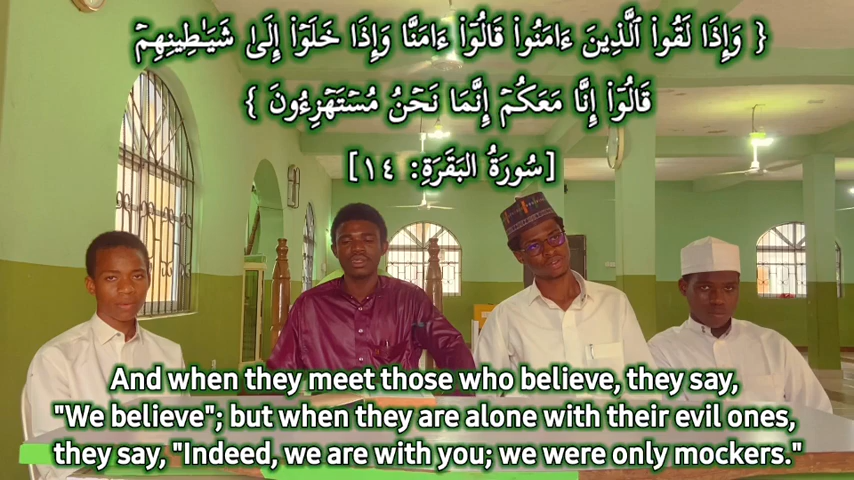 { وَإِذَا لَقُوا۟ ٱلَّذِينَ ءَامَنُوا۟ قَالُوٓا۟ ءَامَنَّا وَإِذَا خَلَوْا۟ إِلَىٰ شَيَـٰطِينِهِمْ
قَالُوٓا۟ إِنَّا مَعَكُمْ إِنَّمَا نَحْنُ مُسْتَهْزِءُونَ }
[سُورَةُ البَقَرَةِ: ١٤]
And when they meet those who believe, they say,
"We believe"; but when they are alone with their evil ones,
they say, "Indeed, we are with you; we were only mockers."